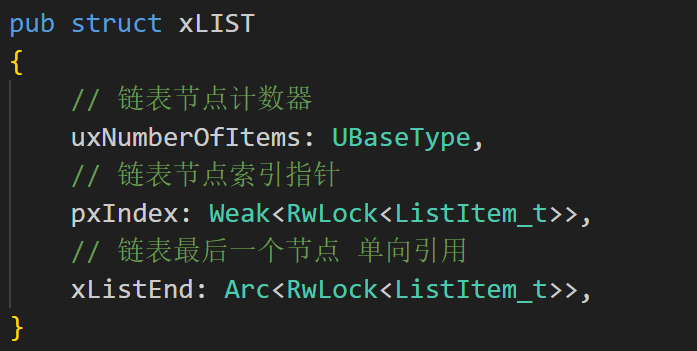 pub struct xLIST
{
    // 链表节点计数器
    uxNumberOfItems: UBaseType,
    // 链表节点索引指针
    pxIndex: Weak<RwLock<ListItem_t>>,
    // 链表最后一个节点 单向引用
    xListEnd: Arc<RwLock<ListItem_t>>,
}